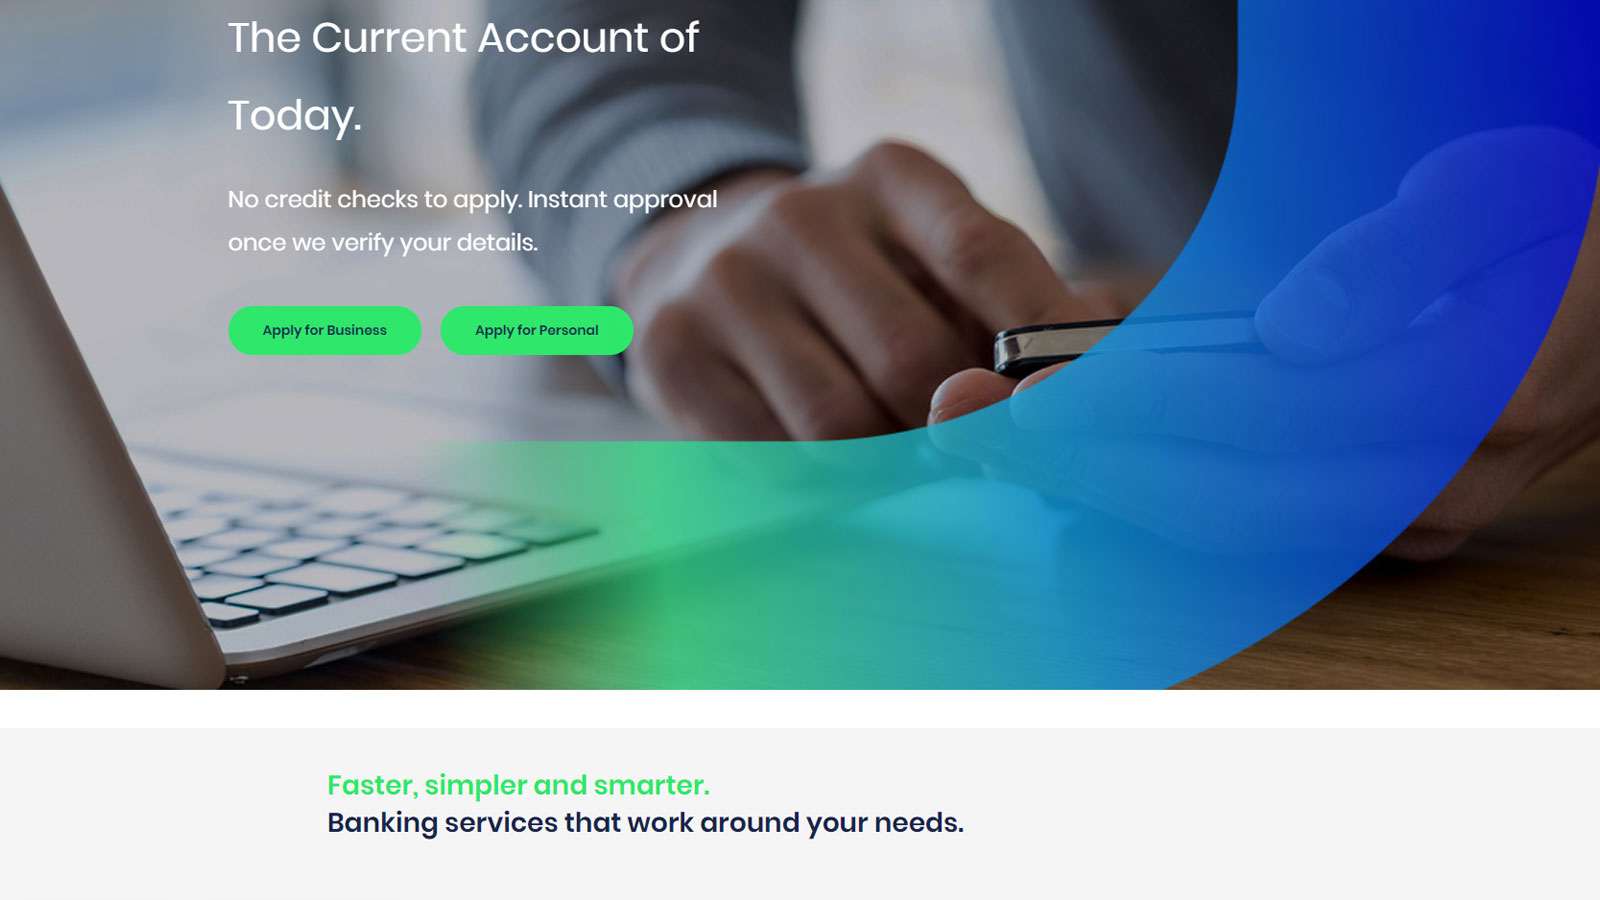 The Current Account of
Today.
No credit checks to apply. Instant approval
once we verify your details.
Apply for Business
Apply for Personal
Faster, simpler and smarter.
Banking services that work around your needs.